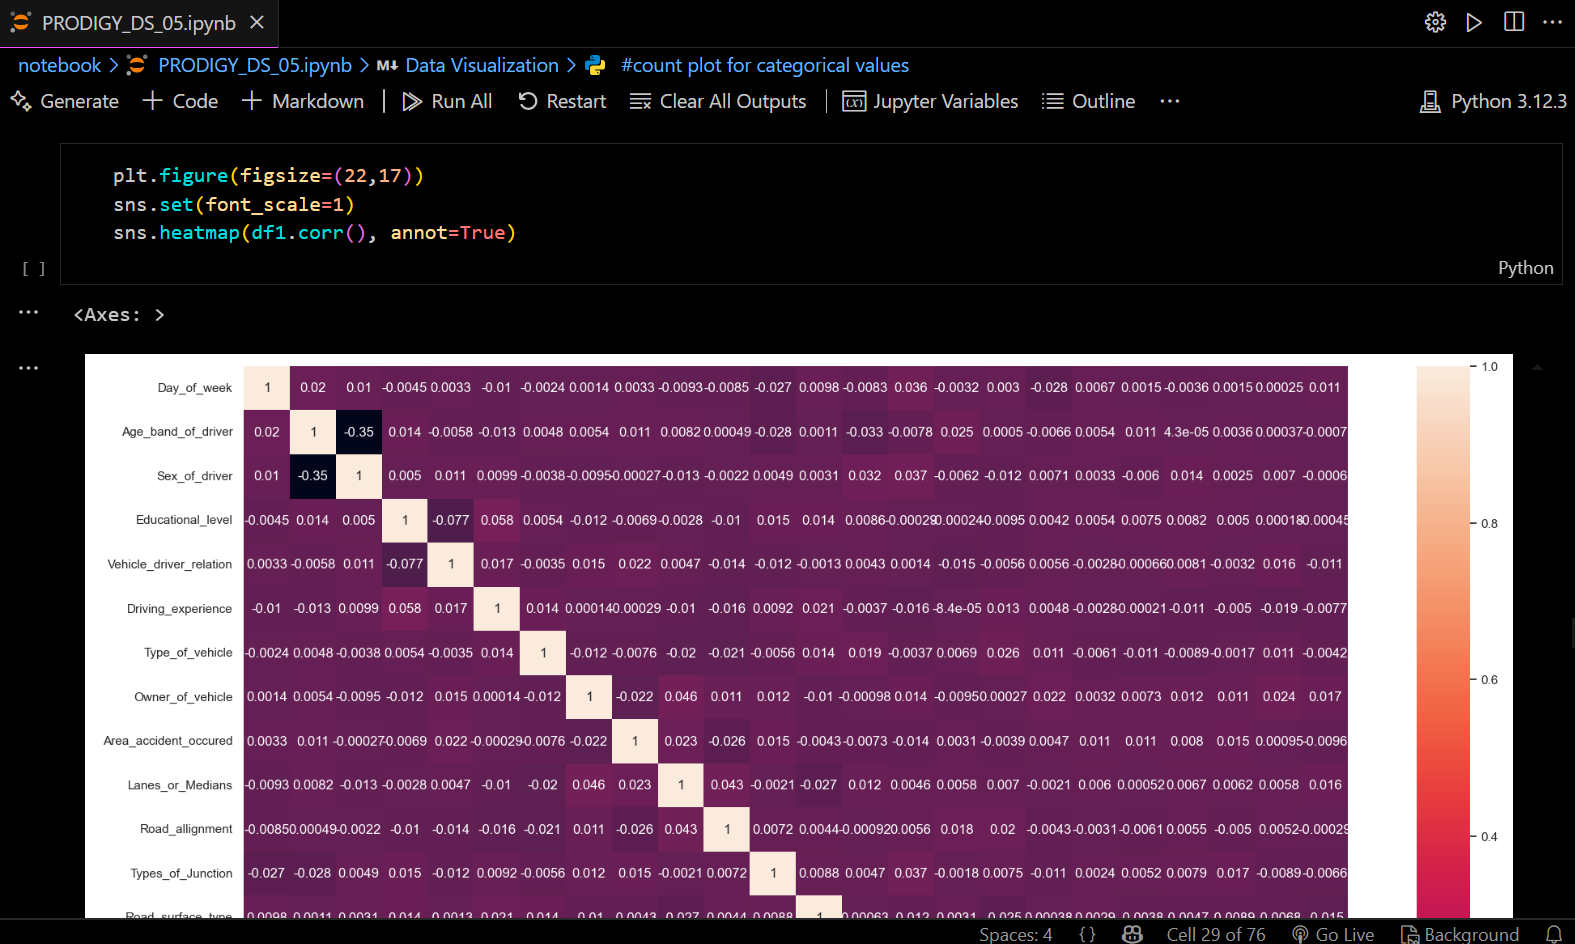 PRODIGY_DS_05.ipynb
notebook > PRODIGY_DS_05.ipynb > M↓ Data Visualization > #count plot for categorical values
Generate + Code + Markdown | Run All Restart Clear All Outputs | Jupyter Variables Outline ... Python 3.12.3
plt.figure(figsize=(22,17))
sns.set(font_scale=1)
sns.heatmap(df1.corr(), annot=True)
[ ] Python
... <Axes: >
...
Day_of_week 1 0.02 0.01 -0.0045 0.0033 -0.01 -0.0024 0.0014 0.0033 -0.0093 -0.0085 -0.027 0.0098 -0.0083 0.036 -0.0032 0.003 -0.028 0.0067 0.0015 -0.0036 0.0015 0.00025 0.011 1.0
Age_band_of_driver 0.02 1 -0.35 0.014 -0.0058 -0.013 0.0048 0.0054 0.011 0.0082 0.00049 -0.028 0.0011 -0.033 -0.0078 0.025 0.0005 -0.0066 0.0054 0.011 4.3e-05 0.0036 0.00037 -0.0007
Sex_of_driver 0.01 -0.35 1 0.005 0.011 0.0099 -0.0038 -0.0095 -0.00027 -0.013 -0.0022 0.0049 0.0031 0.032 0.037 -0.0062 -0.012 0.0071 0.0033 -0.006 0.014 0.0025 0.007 -0.0006
Educational_level -0.0045 0.014 0.005 1 -0.077 0.058 0.0054 -0.012 -0.0069 -0.0028 -0.01 0.015 0.014 0.0086 -0.00029 0.00024 0.0095 0.0042 0.0054 0.0075 0.0082 0.005 0.00018 0.00045
0.8
Vehicle_driver_relation 0.0033 -0.0058 0.011 -0.077 1 0.017 -0.0035 0.015 0.022 0.0047 -0.014 -0.012 -0.0013 0.0043 0.0014 -0.015 -0.0056 0.0056 -0.0028 0.00066 0.0081 -0.0032 0.016 -0.011
Driving_experience -0.01 -0.013 0.0099 0.058 0.017 1 0.014 0.00014 0.00029 -0.01 -0.016 0.0092 0.021 -0.0037 -0.016 -8.4e-05 0.013 0.0048 -0.0028 0.00021 -0.011 -0.005 -0.019 -0.0077
Type_of_vehicle -0.0024 0.0048 -0.0038 0.0054 -0.0035 0.014 1 -0.012 -0.0076 -0.02 -0.021 -0.0056 0.014 0.019 -0.0037 0.0069 0.026 0.011 -0.0061 -0.011 -0.0089 -0.0017 0.011 -0.0042
0.6
Owner_of_vehicle 0.0014 0.0054 -0.0095 -0.012 0.015 0.00014 -0.012 1 -0.022 0.046 0.011 0.012 -0.01 -0.00098 0.014 -0.0095 0.00027 0.022 0.0032 0.0073 0.012 0.011 0.024 0.017
Area_accident_occured 0.0033 0.011 -0.00027 0.0069 0.022 -0.00029 0.0076 -0.022 1 0.023 -0.026 0.015 -0.0043 -0.0073 -0.014 0.0031 -0.0039 0.0047 0.011 0.011 0.008 0.015 0.00095 -0.0096
Lanes_or_Medians -0.0093 0.0082 -0.013 -0.0028 0.0047 -0.01 -0.02 0.046 0.023 1 0.043 -0.0021 -0.027 0.012 0.0046 0.0058 0.007 -0.0021 0.006 0.00052 0.0067 0.0062 0.0058 0.016
Road_allignment -0.0085 0.00049 -0.0022 -0.01 -0.014 -0.016 -0.021 0.011 -0.026 0.043 1 0.0072 0.0044 -0.00092 0.0056 0.018 0.02 -0.0043 -0.0031 -0.0061 0.0055 -0.005 0.0052 -0.00029
0.4
Types_of_Junction -0.027 -0.028 0.0049 0.015 -0.012 0.0092 -0.0056 0.012 0.015 -0.0021 0.0072 1 0.0088 0.0047 0.037 -0.0018 0.0075 -0.011 0.0024 0.0052 0.0079 0.017 -0.0089 -0.0066
Road_surface_type
Spaces: 4 {} Cell 29 of 76 Go Live Background